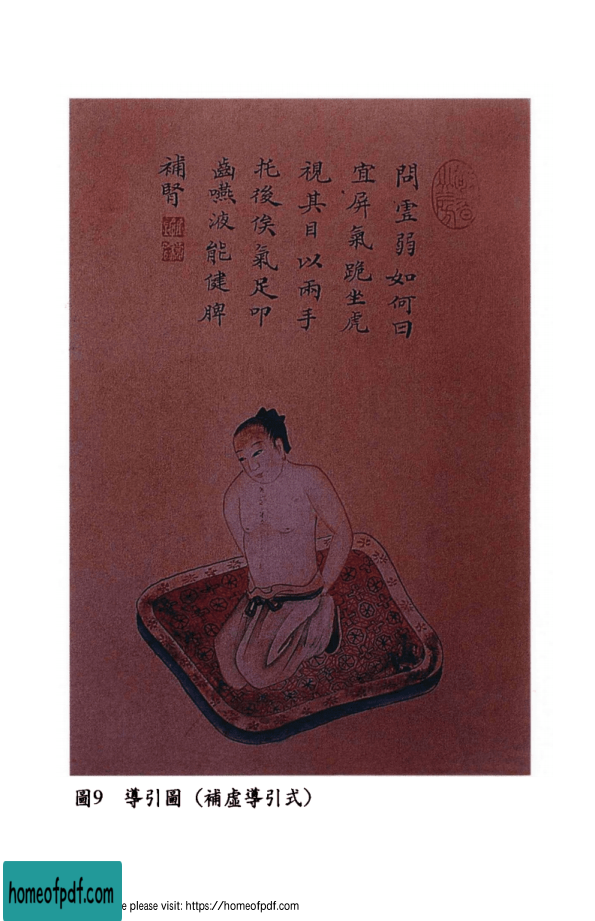 問虛弱如何曰
宜屏氣跪坐虎
視其目以兩手
托後俟氣足叩
齒嚥液能健脾
補腎
圖9 導引圖（補虛導引式）
homeofpdf.com
e please visit: https://homeofpdf.com